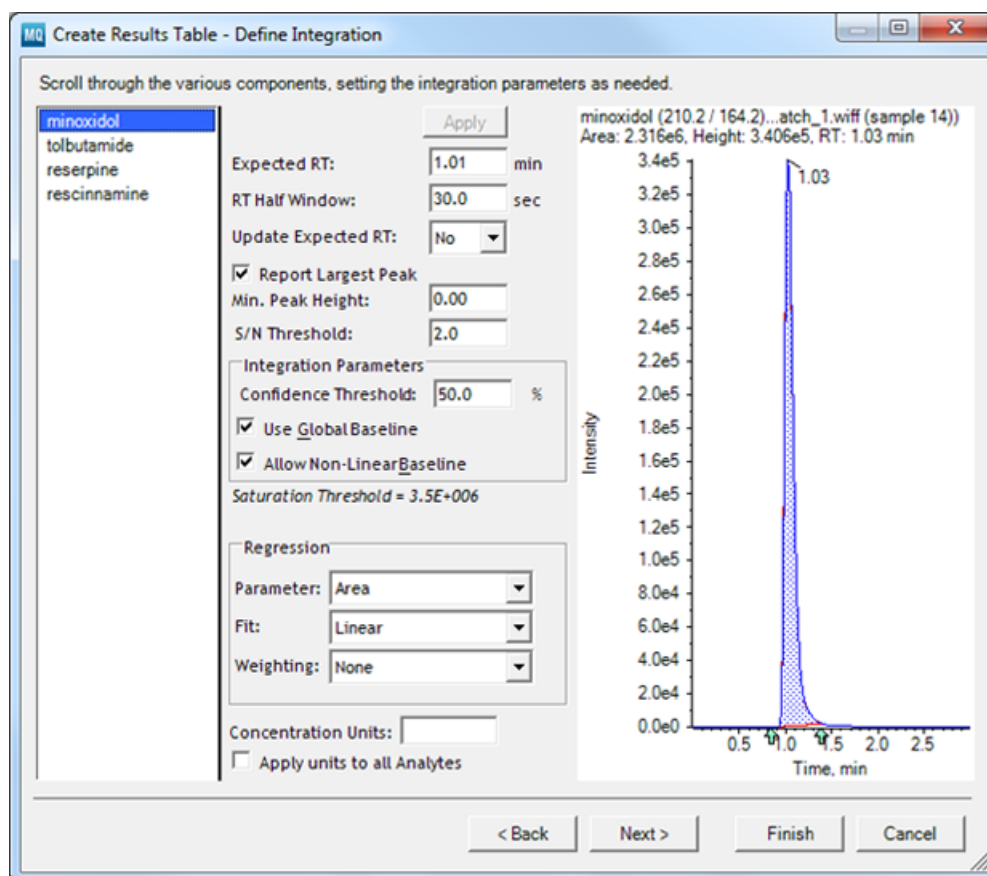 MQ Create Results Table - Define Integration
Scroll through the various components, setting the integration parameters as needed.
minoxidol
tolbutamide
reserpine
rescinnamine
Apply
Expected RT: 1.01 min
RT Half Window: 30.0 sec
Update Expected RT: No
Report Largest Peak
Min. Peak Height: 0.00
S/N Threshold: 2.0
Integration Parameters
Confidence Threshold: 50.0 %
Use Global Baseline
Allow Non-LinearBaseline
Saturation Threshold = 3.5E+006
Regression
Parameter: Area
Fit: Linear
Weighting: None
Concentration Units:
Apply units to all Analytes
minoxidol (210.2 / 164.2)...atch_1.wiff (sample 14))
Area: 2.316e6, Height: 3.406e5, RT: 1.03 min
1.03
Intensity
3.4e5
3.2e5
3.0e5
2.8e5
2.6e5
2.4e5
2.2e5
2.0e5
1.8e5
1.6e5
1.4e5
1.2e5
1.0e5
8.0e4
6.0e4
4.0e4
2.0e4
0.0e0
0.5 1.0 1.5 2.0 2.5
Time, min
< Back Next > Finish Cancel